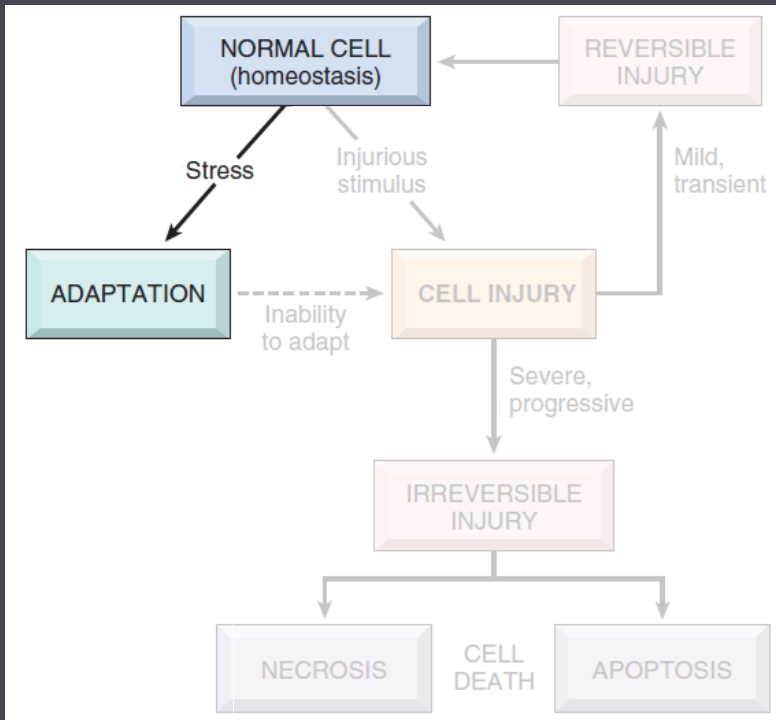 NORMAL CELL
(homeostasis)
REVERSIBLE
INJURY
Stress
Injurious
stimulus
Mild,
transient
ADAPTATION
Inability
to adapt
CELL INJURY
Severe,
progressive
IRREVERSIBLE
INJURY
NECROSIS
CELL
DEATH
APOPTOSIS